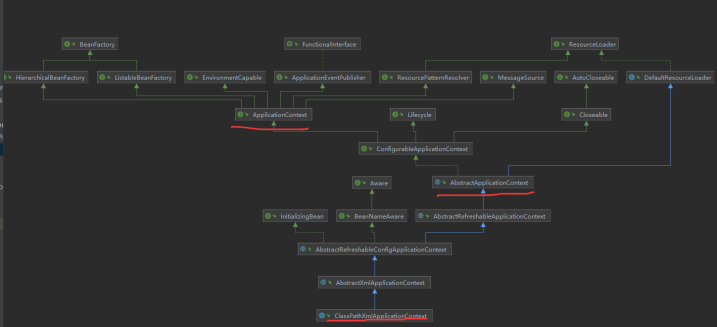 BeanFactory
FunctionalInterface
ResourceLoader
HierarchicalBeanFactory
ListableBeanFactory
EnvironmentCapable
ApplicationEventPublisher
ResourcePatternResolver
MessageSource
AutoCloseable
DefaultResourceLoader
ApplicationContext
Lifecycle
Closeable
ConfigurableApplicationContext
Aware
AbstractApplicationContext
InitializingBean
BeanNameAware
AbstractRefreshableApplicationContext
AbstractRefreshableConfigApplicationContext
AbstractXmlApplicationContext
ClassPathXmlApplicationContext